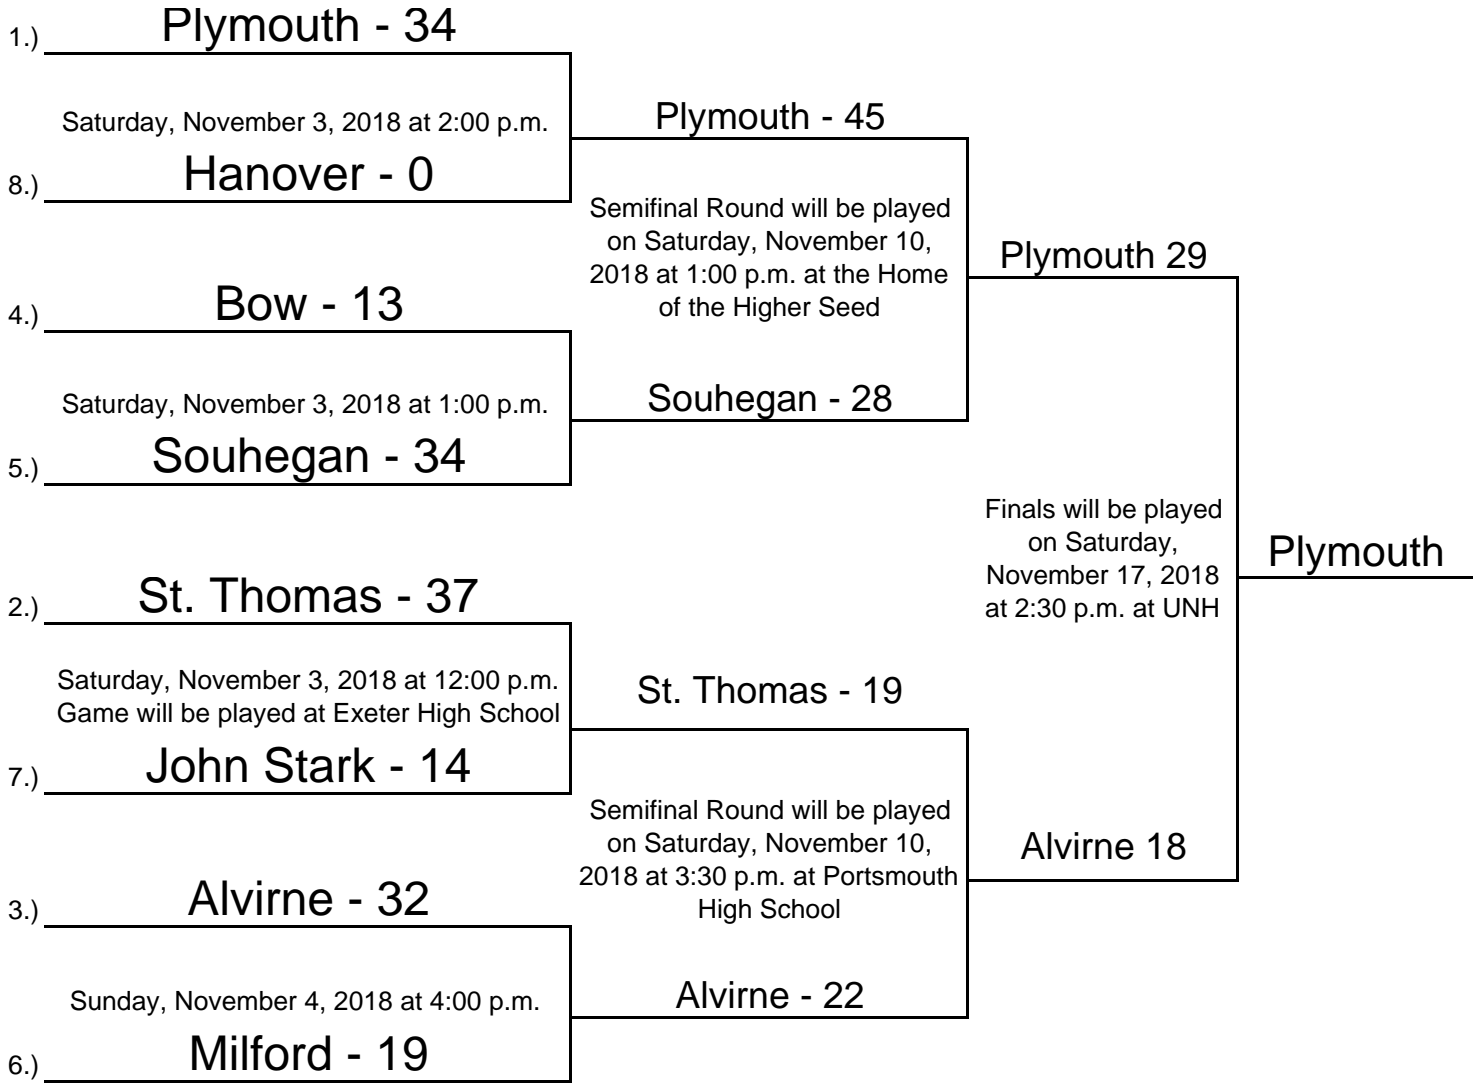 1.) Plymouth - 34
Saturday, November 3, 2018 at 2:00 p.m.
8.) Hanover - 0
4.) Bow - 13
Saturday, November 3, 2018 at 1:00 p.m.
5.) Souhegan - 34
2.) St. Thomas - 37
Saturday, November 3, 2018 at 12:00 p.m.
Game will be played at Exeter High School
7.) John Stark - 14
3.) Alvirne - 32
Sunday, November 4, 2018 at 4:00 p.m.
6.) Milford - 19
Plymouth - 45
Semifinal Round will be played
on Saturday, November 10,
2018 at 1:00 p.m. at the Home
of the Higher Seed
Souhegan - 28
St. Thomas - 19
Semifinal Round will be played
on Saturday, November 10,
2018 at 3:30 p.m. at Portsmouth
High School
Alvirne - 22
Plymouth 29
Finals will be played
on Saturday,
November 17, 2018
at 2:30 p.m. at UNH
Alvirne 18
Plymouth